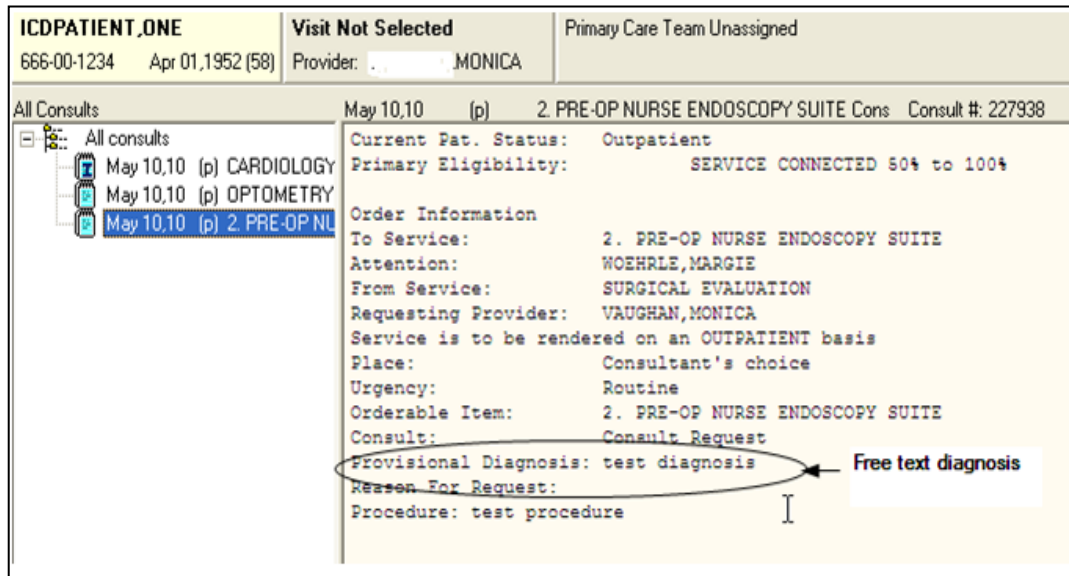 ICDPATIENT,ONE
666-00-1234 Apr 01,1952 (58)
Visit Not Selected
Provider: ,MONICA
Primary Care Team Unassigned
All Consults
All consults
May 10,10 (p) CARDIOLOGY
May 10,10 (p) OPTOMETRY
May 10,10 (p) 2. PRE-OP NU
May 10,10 (p) 2. PRE-OP NURSE ENDOSCOPY SUITE Cons Consult #: 227938
Current Pat. Status: Outpatient
Primary Eligibility: SERVICE CONNECTED 50% to 100%
Order Information
To Service: 2. PRE-OP NURSE ENDOSCOPY SUITE
Attention: WOEHRLE,MARGIE
From Service: SURGICAL EVALUATION
Requesting Provider: VAUGHAN,MONICA
Service is to be rendered on an OUTPATIENT basis
Place: Consultant's choice
Urgency: Routine
Orderable Item: 2. PRE-OP NURSE ENDOSCOPY SUITE
Consult: Consult Request
Provisional Diagnosis: test diagnosis
Free text diagnosis
Reason For Request:
Procedure: test procedure